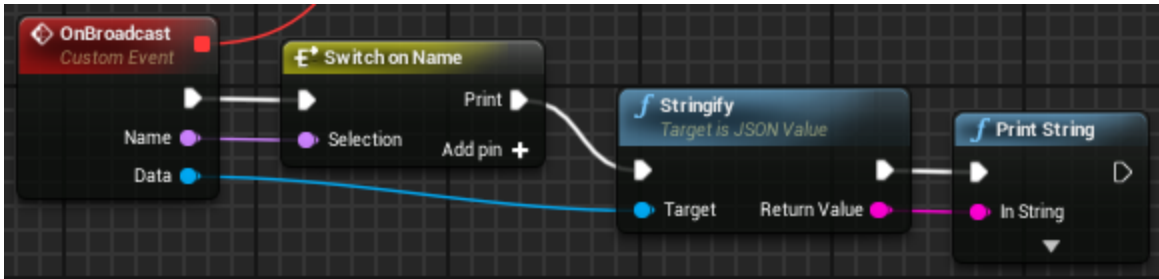 OnBroadcast
Custom Event
Name
Data
Switch on Name
Print
Selection
Add pin
Stringify
Target is JSON Value
Target
Return Value
Print String
In String